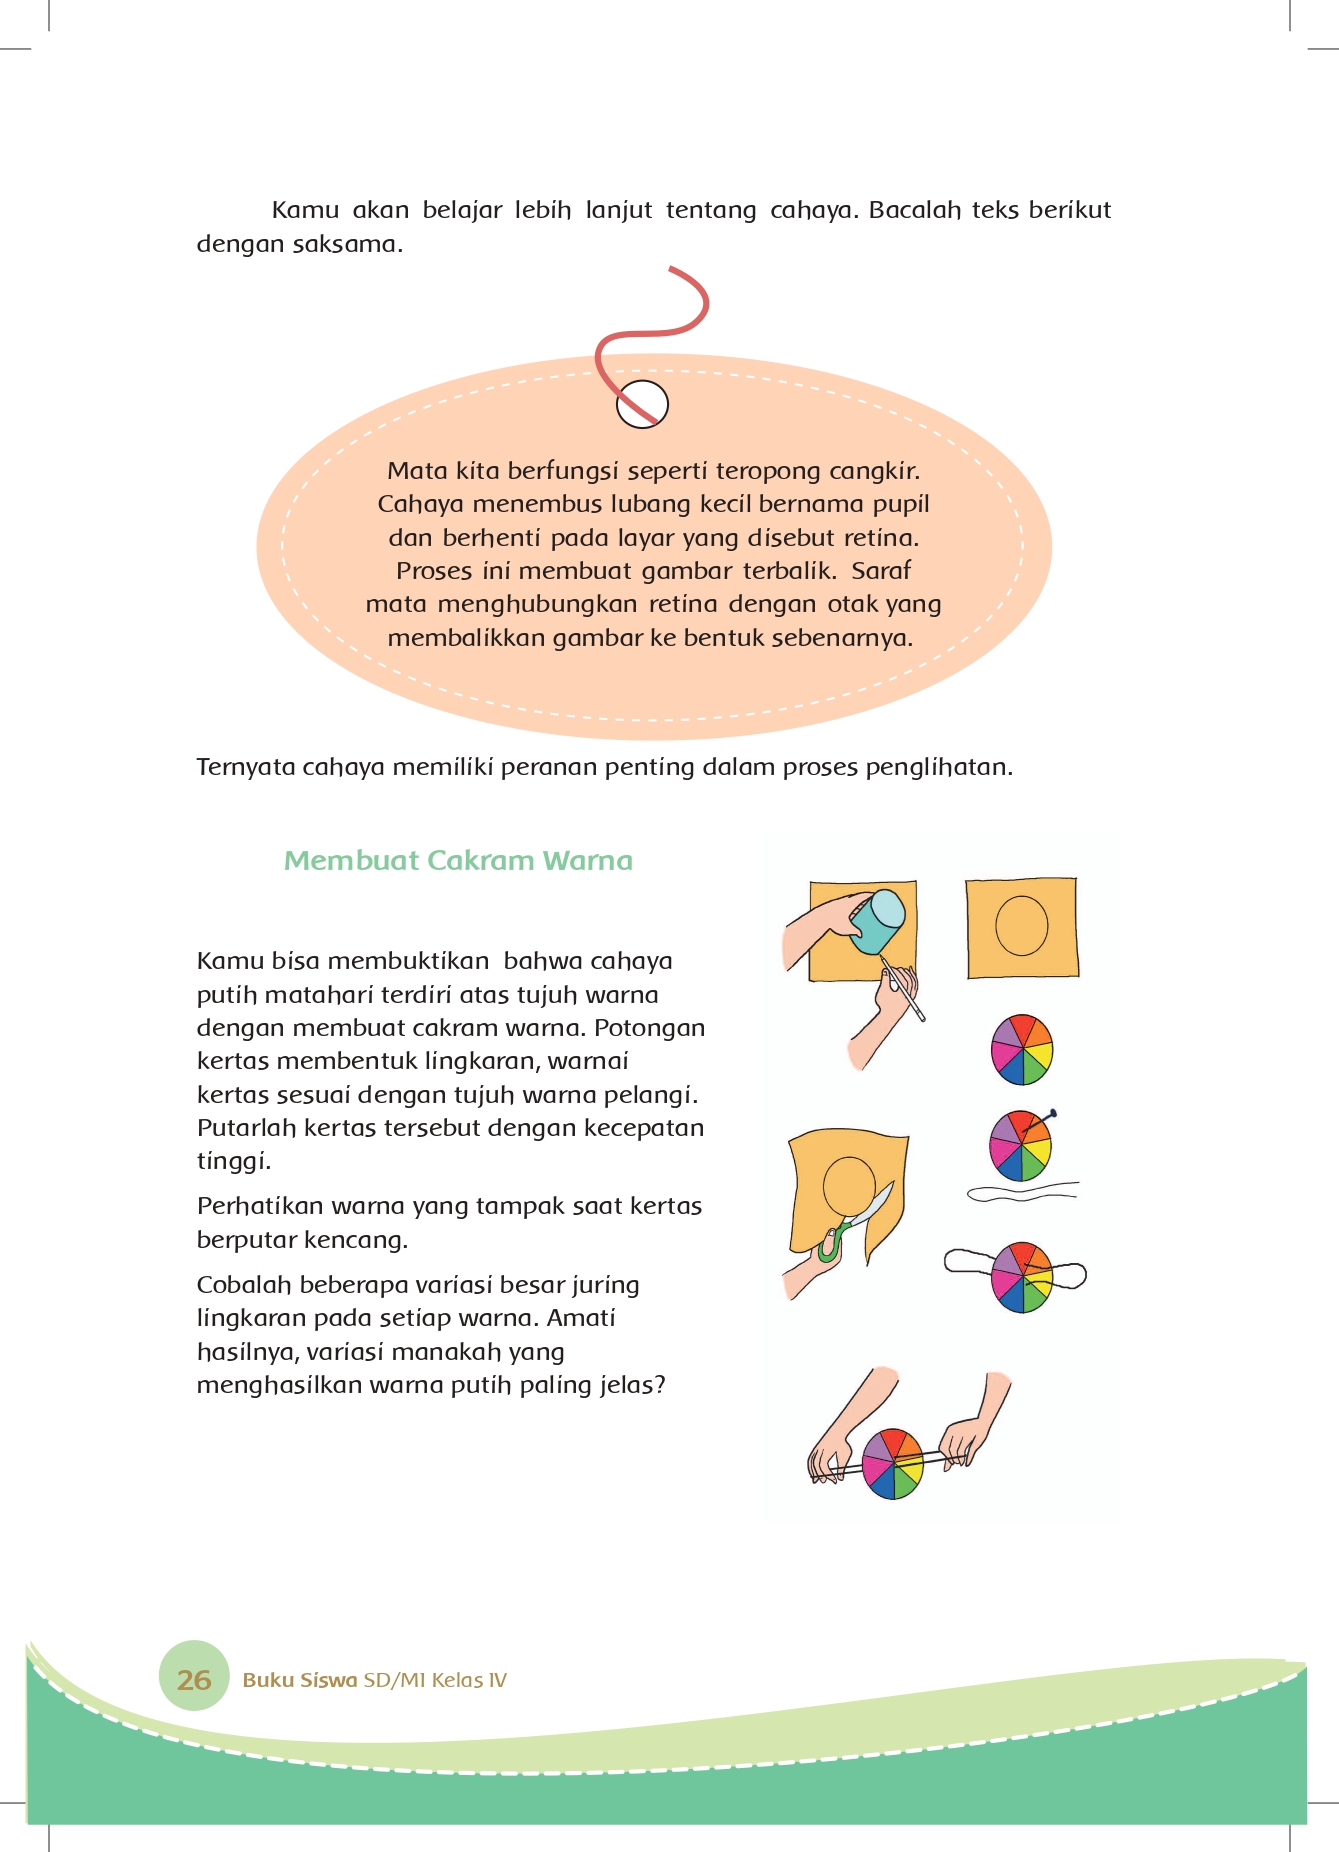 Kamu akan belajar lebih lanjut tentang cahaya. Bacalah teks berikut
dengan saksama.
Mata kita berfungsi seperti teropong cangkir.
Cahaya menembus lubang kecil bernama pupil
dan berhenti pada layar yang disebut retina.
Proses ini membuat gambar terbalik. Saraf
mata menghubungkan retina dengan otak yang
membalikkan gambar ke bentuk sebenarnya.
Ternyata cahaya memiliki peranan penting dalam proses penglihatan.
Membuat Cakram Warna
Kamu bisa membuktikan bahwa cahaya
putih matahari terdiri atas tujuh warna
dengan membuat cakram warna. Potongan
kertas membentuk lingkaran, warnai
kertas sesuai dengan tujuh warna pelangi.
Putarlah kertas tersebut dengan kecepatan
tinggi.
Perhatikan warna yang tampak saat kertas
berputar kencang.
Cobalah beberapa variasi besar juring
lingkaran pada setiap warna. Amati
hasilnya, variasi manakah yang
menghasilkan warna putih paling jelas?
26 Buku Siswa SD/MI Kelas IV